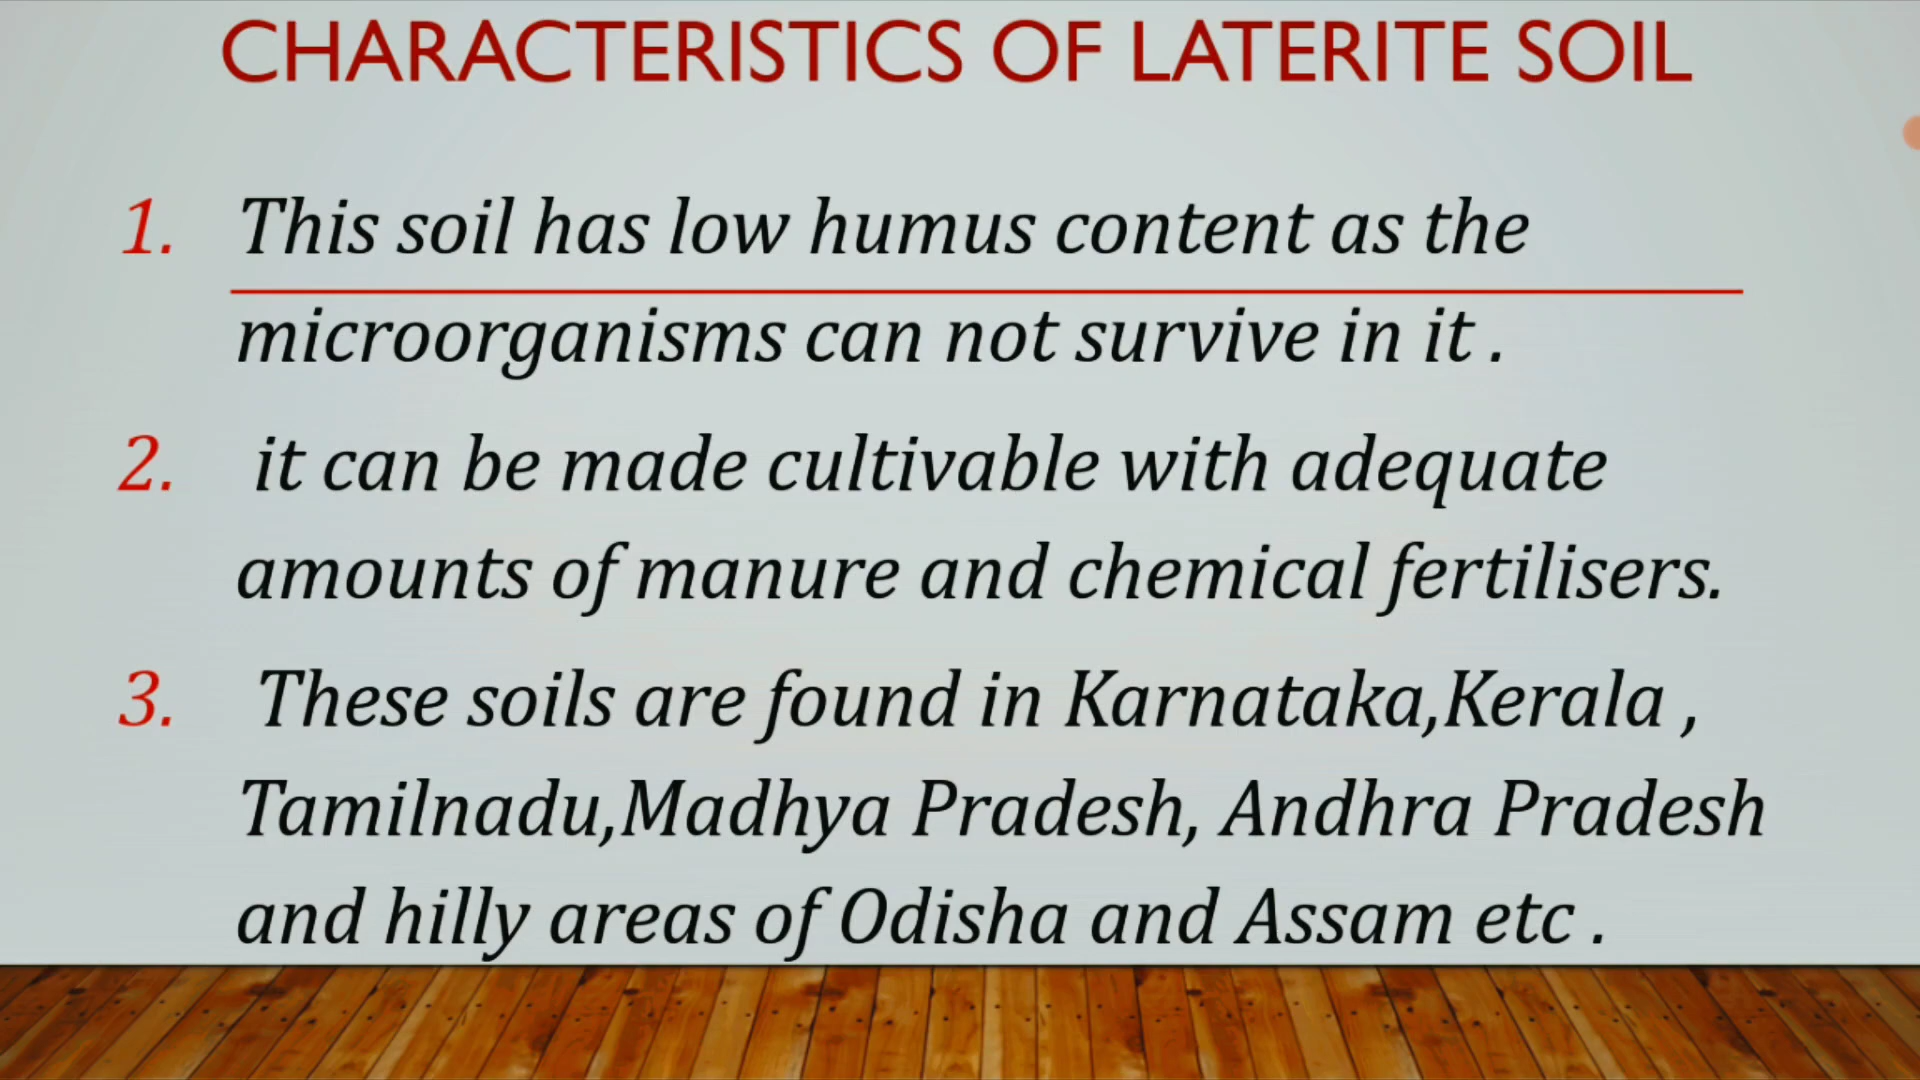 CHARACTERISTICS OF LATERITE SOIL
1. This soil has low humus content as the
microorganisms can not survive in it .
2. it can be made cultivable with adequate
amounts of manure and chemical fertilisers.
3. These soils are found in Karnataka,Kerala ,
Tamilnadu,Madhya Pradesh, Andhra Pradesh
and hilly areas of Odisha and Assam etc .